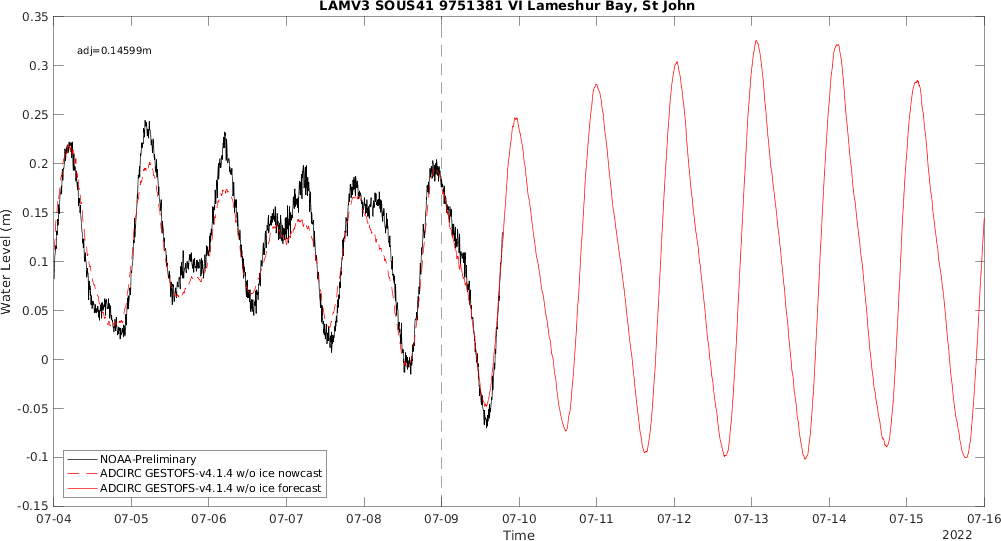 LAMV3 SOUS41 9751381 VI Lameshur Bay, St John
0.35
0.3
0.25
0.2
0.15
0.1
0.05
0
-0.05
-0.1
-0.15
Water Level (m)
adj=0.14599m
NOAA-Preliminary
ADCIRC GESTOFS-v4.1.4 w/o ice nowcast
ADCIRC GESTOFS-v4.1.4 w/o ice forecast
07-04 07-05 07-06 07-07 07-08 07-09 07-10 07-11 07-12 07-13 07-14 07-15 07-16
Time
2022